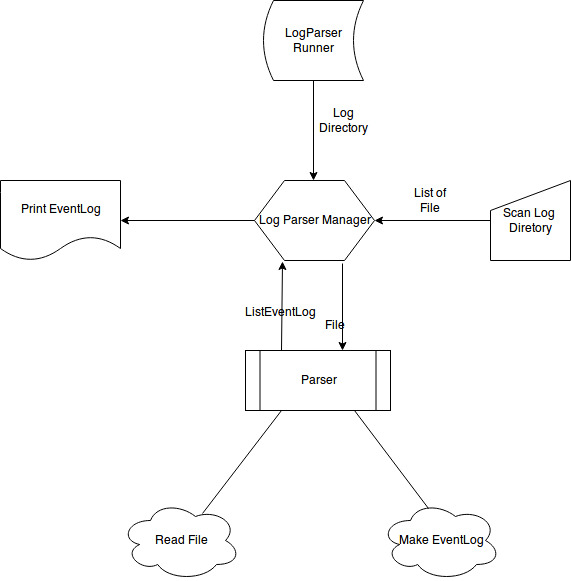 LogParser
Runner
Log
Directory
Print EventLog
Log Parser Manager
List of
File
Scan Log
Diretory
ListEventLog
File
Parser
Read File
Make EventLog